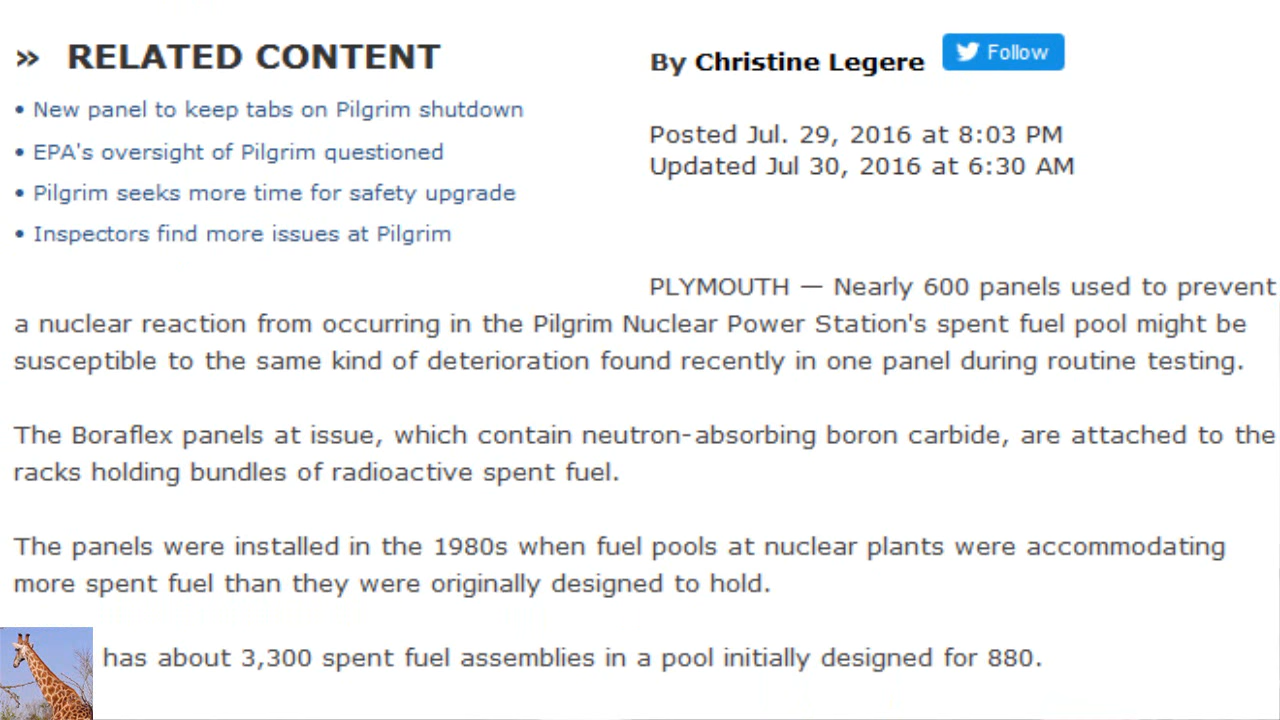 » RELATED CONTENT
• New panel to keep tabs on Pilgrim shutdown
• EPA's oversight of Pilgrim questioned
• Pilgrim seeks more time for safety upgrade
• Inspectors find more issues at Pilgrim
By Christine Legere Follow
Posted Jul. 29, 2016 at 8:03 PM
Updated Jul 30, 2016 at 6:30 AM
PLYMOUTH — Nearly 600 panels used to prevent
a nuclear reaction from occurring in the Pilgrim Nuclear Power Station's spent fuel pool might be
susceptible to the same kind of deterioration found recently in one panel during routine testing.
The Boraflex panels at issue, which contain neutron-absorbing boron carbide, are attached to the
racks holding bundles of radioactive spent fuel.
The panels were installed in the 1980s when fuel pools at nuclear plants were accommodating
more spent fuel than they were originally designed to hold.
has about 3,300 spent fuel assemblies in a pool initially designed for 880.